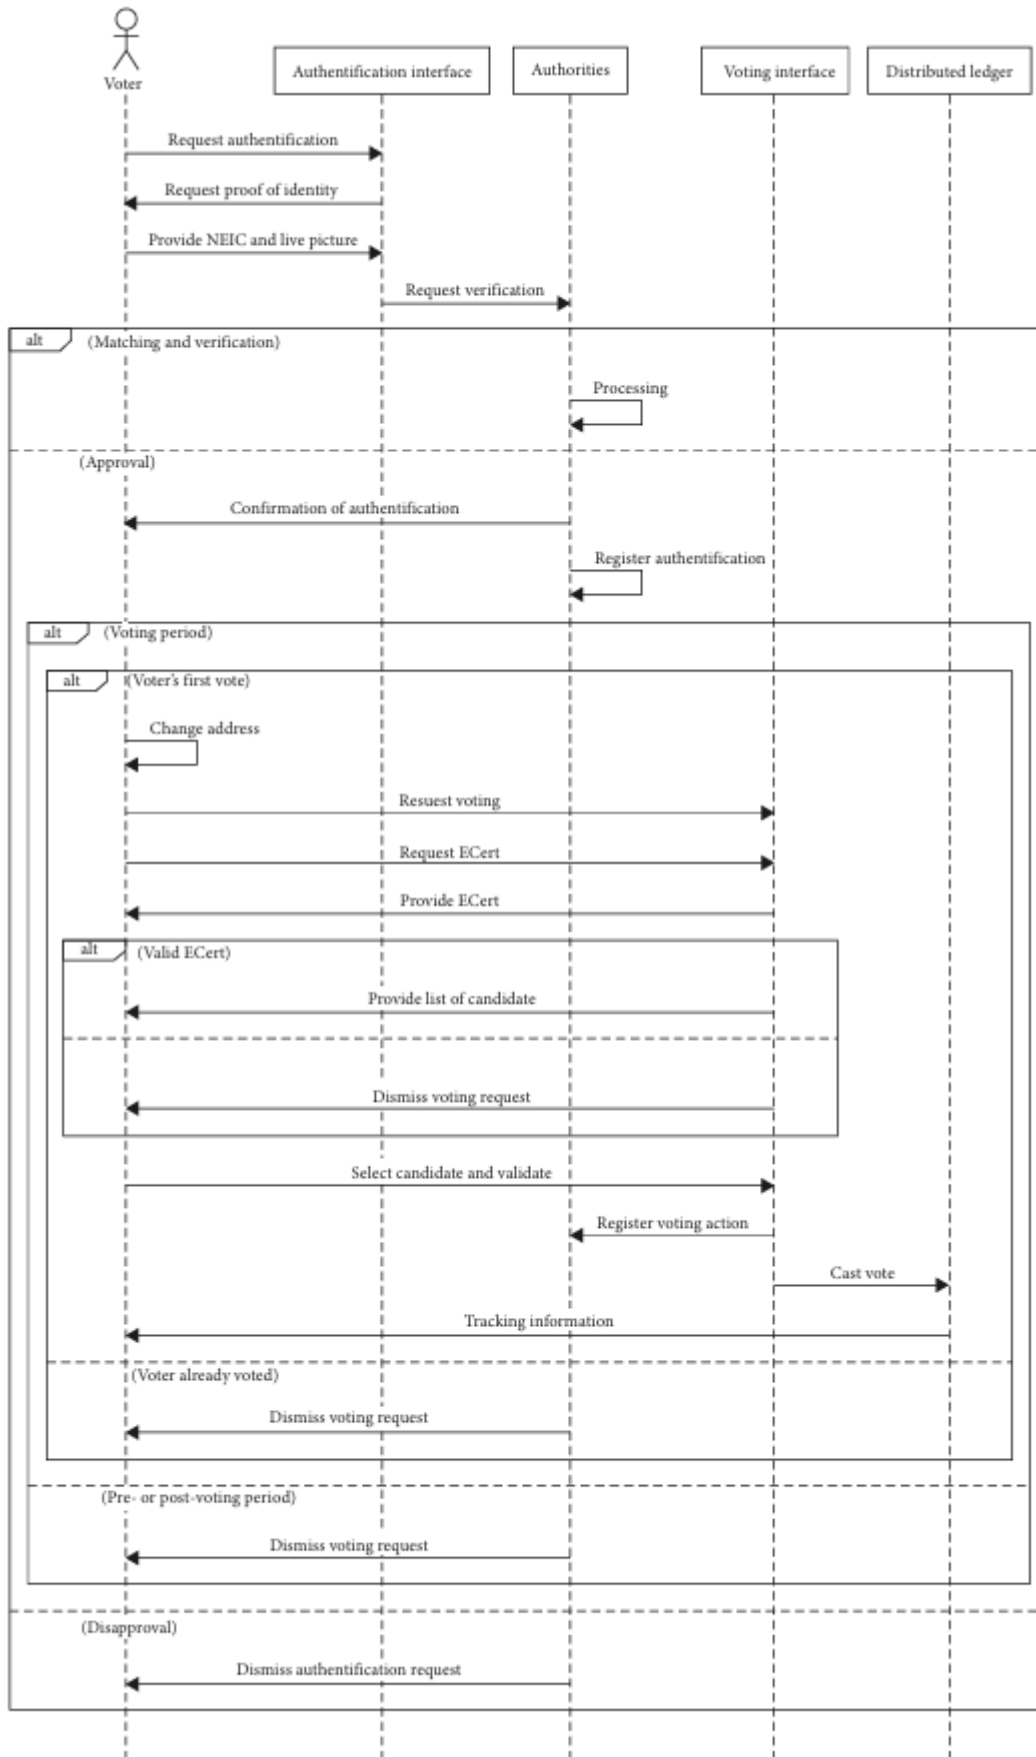 Voter
Authentification interface
Authorities
Voting interface
Distributed ledger
Request authentification
Request proof of identity
Provide NEIC and live picture
Request verification
alt
(Matching and verification)
Processing
(Approval)
Confirmation of authentification
Register authentification
alt
(Voting period)
alt
(Voter's first vote)
Change address
Resuest voting
Request ECert
Provide ECert
alt
(Valid ECert)
Provide list of candidate
Dismiss voting request
Select candidate and validate
Register voting action
Cast vote
Tracking information
(Voter already voted)
Dismiss voting request
(Pre- or post-voting period)
Dismiss voting request
(Disapproval)
Dismiss authentification request